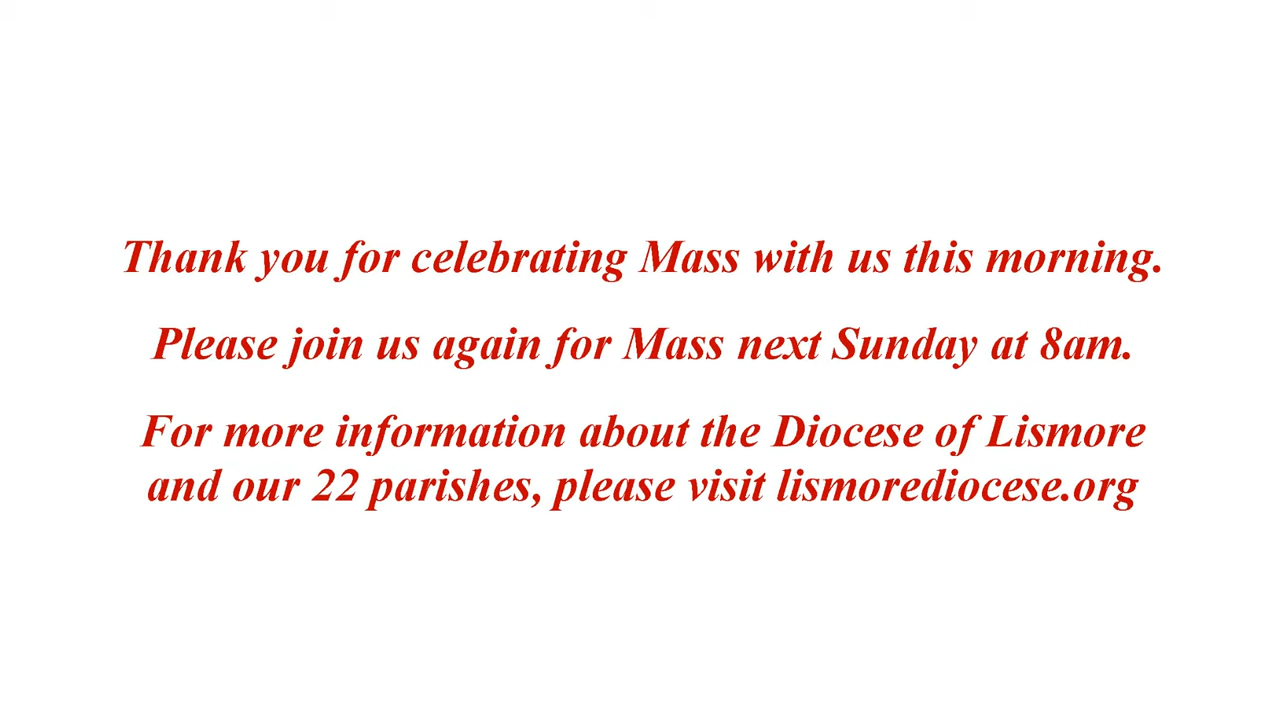 Thank you for celebrating Mass with us this morning.
Please join us again for Mass next Sunday at 8am.
For more information about the Diocese of Lismore
and our 22 parishes, please visit lismorediocese.org